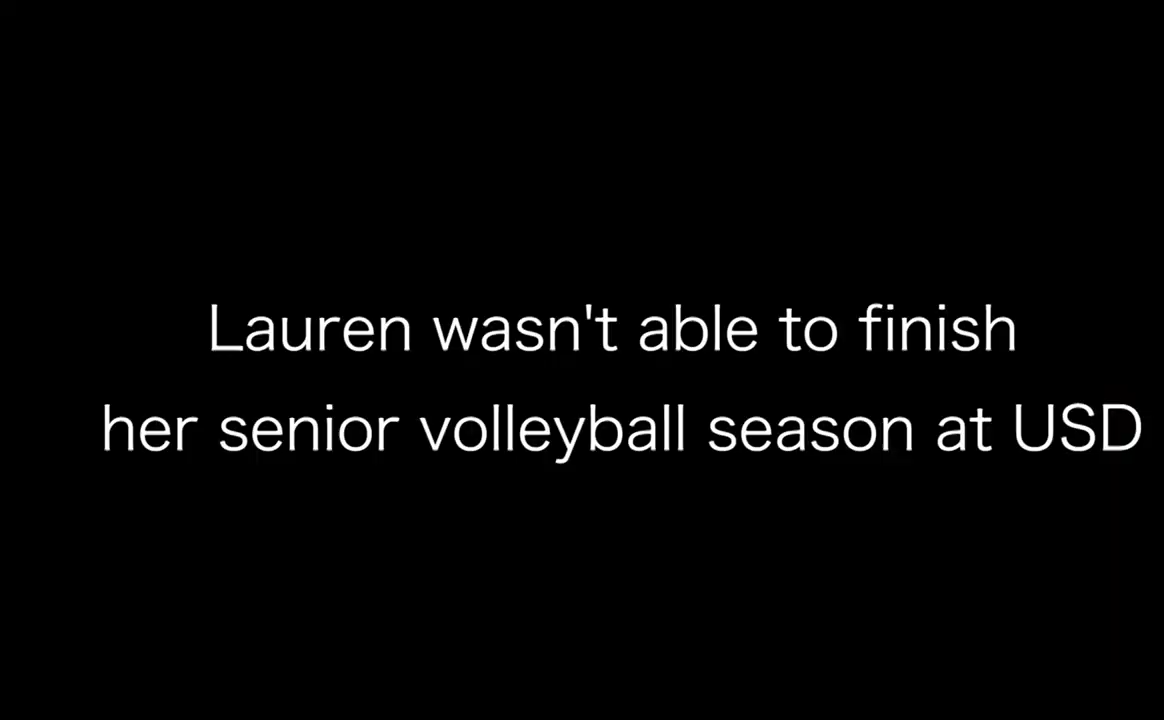 Lauren wasn't able to finish
her senior volleyball season at USD